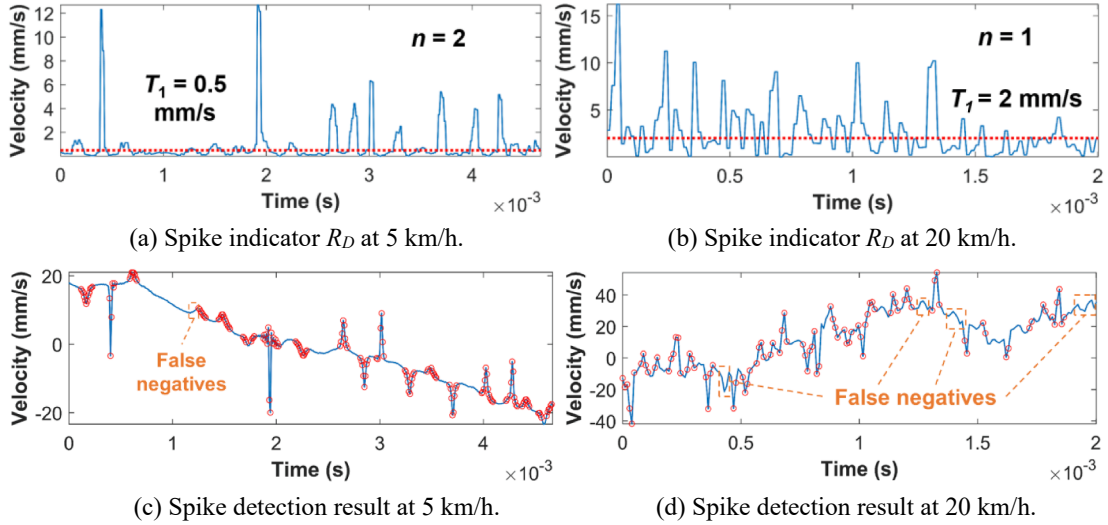 12
10
8
6
4
2
Velocity (mm/s)
n = 2
T1 = 0.5
mm/s
0 1 2 3 4
Time (s)
×10-3
(a) Spike indicator RD at 5 km/h.
15
10
5
0
Velocity (mm/s)
n = 1
T1 = 2 mm/s
0 0.5 1 1.5 2
Time (s)
×10-3
(b) Spike indicator RD at 20 km/h.
20
0
-20
Velocity (mm/s)
False
negatives
0 1 2 3 4
Time (s)
×10-3
(c) Spike detection result at 5 km/h.
40
20
0
-20
-40
Velocity (mm/s)
False negatives
0 0.5 1 1.5 2
Time (s)
×10-3
(d) Spike detection result at 20 km/h.